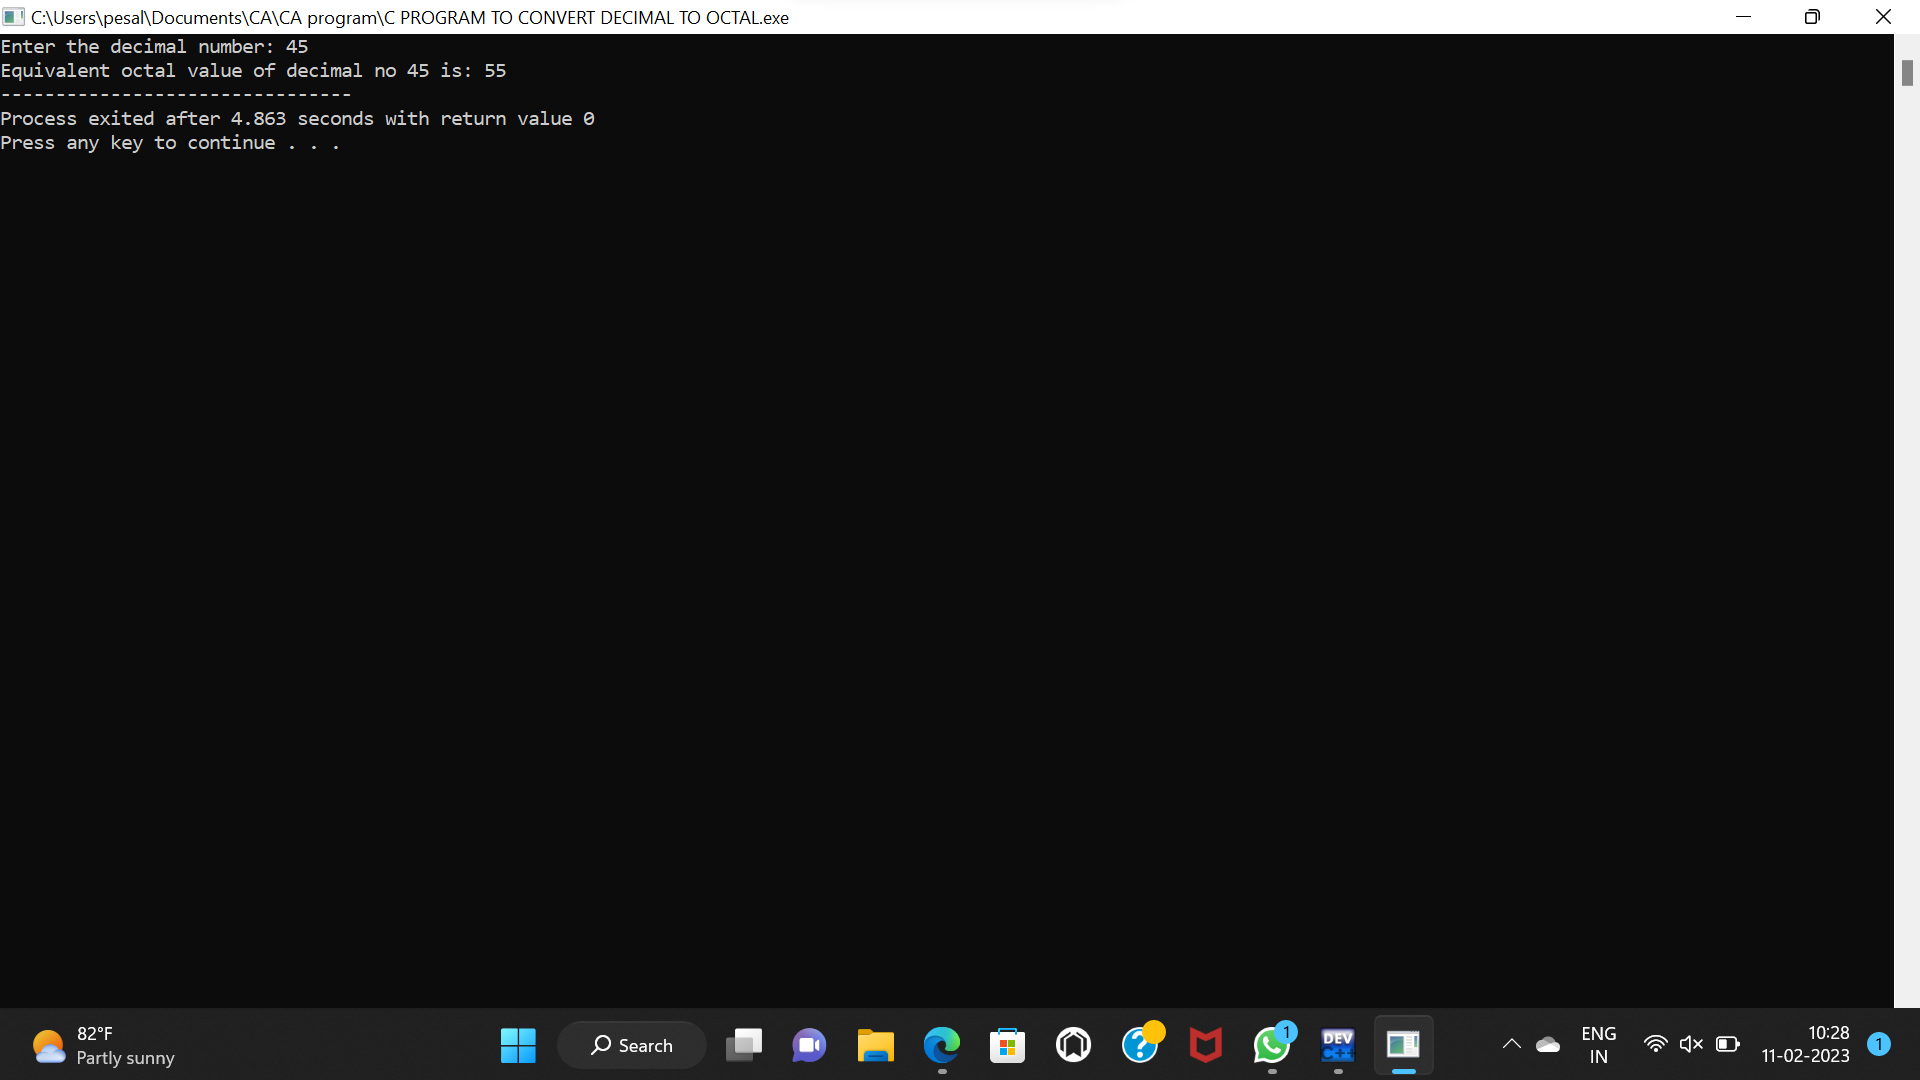 C:\Users\pesal\Documents\CA\CA program\C PROGRAM TO CONVERT DECIMAL TO OCTAL.exe
Enter the decimal number: 45
Equivalent octal value of decimal no 45 is: 55
--------------------------------
Process exited after 4.863 seconds with return value 0
Press any key to continue . . .
82°F
Partly sunny
Search
1
DEV
C++
ENG
IN
10:28
11-02-2023
1